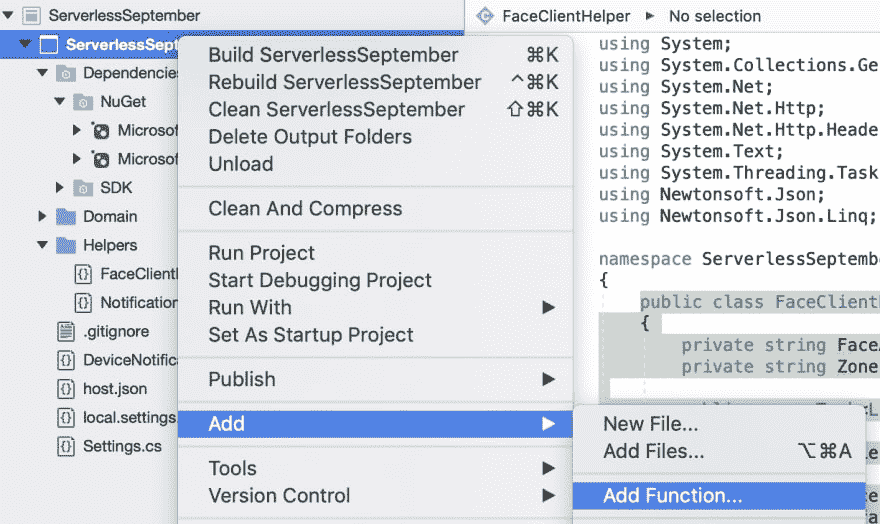 ServerlessSeptember
ServerlessSept
Dependencies
NuGet
Microsof
Microsof
SDK
Domain
Helpers
FaceClientH
Notification
.gitignore
DeviceNotific
host.json
local.settings
Settings.cs
Build ServerlessSeptember ⌘K
Rebuild ServerlessSeptember ^⌘K
Clean ServerlessSeptember ⇧⌘K
Delete Output Folders
Unload
Clean And Compress
Run Project
Start Debugging Project
Run With
Set As Startup Project
Publish
Add
Tools
Version Control
New File...
Add Files... ⌥⌘A
Add Function...
FaceClientHelper ▸ No selection
using System;
using System.Collections.Ge
using System.Net;
using System.Net.Http;
using System.Net.Http.Heade
using System.Text;
using System.Threading.Task
using Newtonsoft.Json;
using Newtonsoft.Json.Linq;
namespace ServerlessSeptembe
{
public class FaceClientH
{
private string FaceA
private string Zone